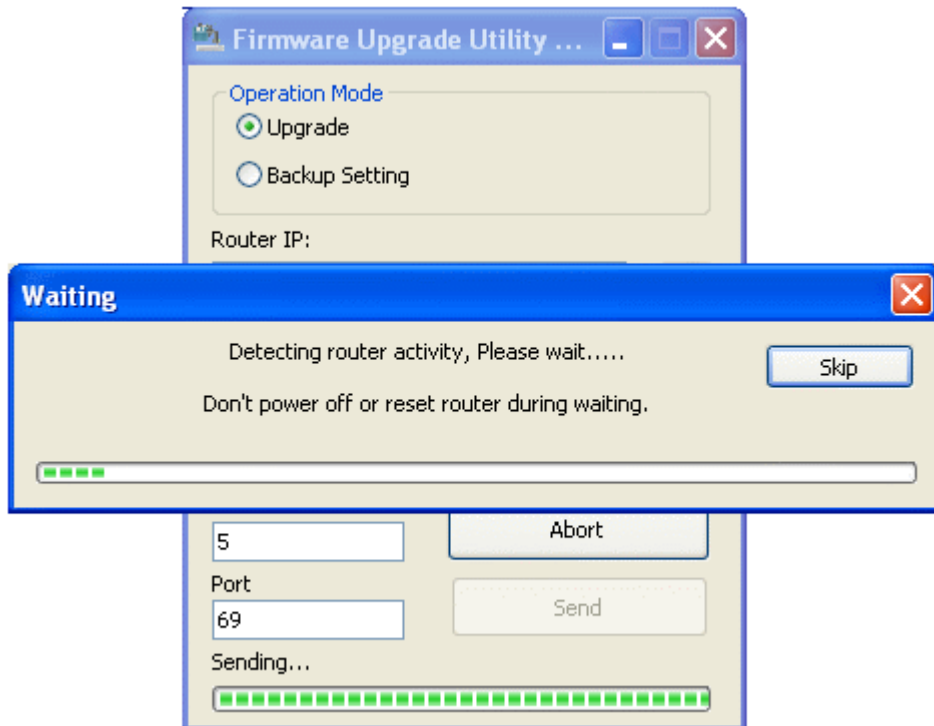 Firmware Upgrade Utility ...
Operation Mode
Upgrade
Backup Setting
Router IP:
Waiting
Detecting router activity, Please wait.....
Skip
Don't power off or reset router during waiting.
5
Abort
Port
69
Send
Sending...